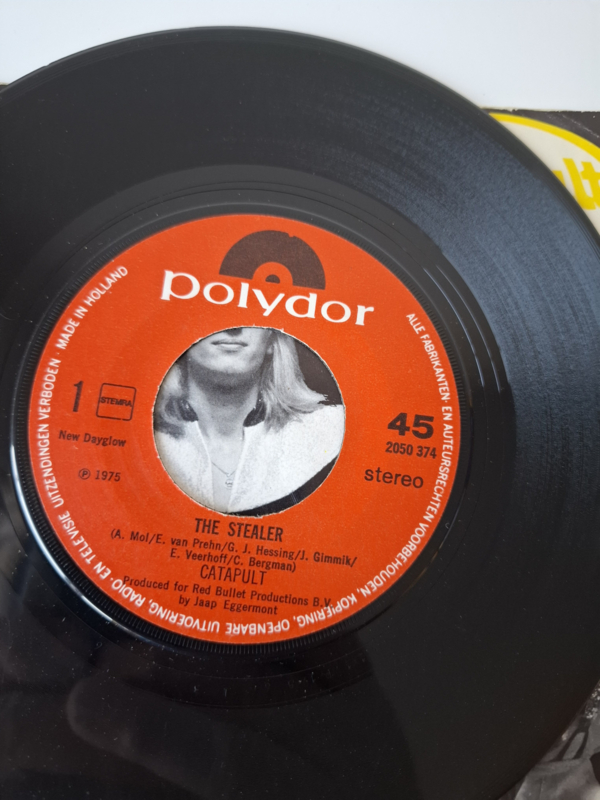 polydor
MADE IN HOLLAND
ALLE FABRIKANTEN- EN AUTEURSRECHTEN VOORBEHOUDEN, KOPIERING, OPENBARE UITVOERING, RADIO- EN TELEVISIE UITZENDINGEN VERBODEN ·
1
STEMRA
45
2050 374
New Dayglow
stereo
℗ 1975
THE STEALER
(A. Mol/E. van Prehn/G. J. Hessing/J. Gimmik/
E. Veerhoff/C. Bergman)
CATAPULT
Produced for Red Bullet Productions B.V.
by Jaap Eggermont